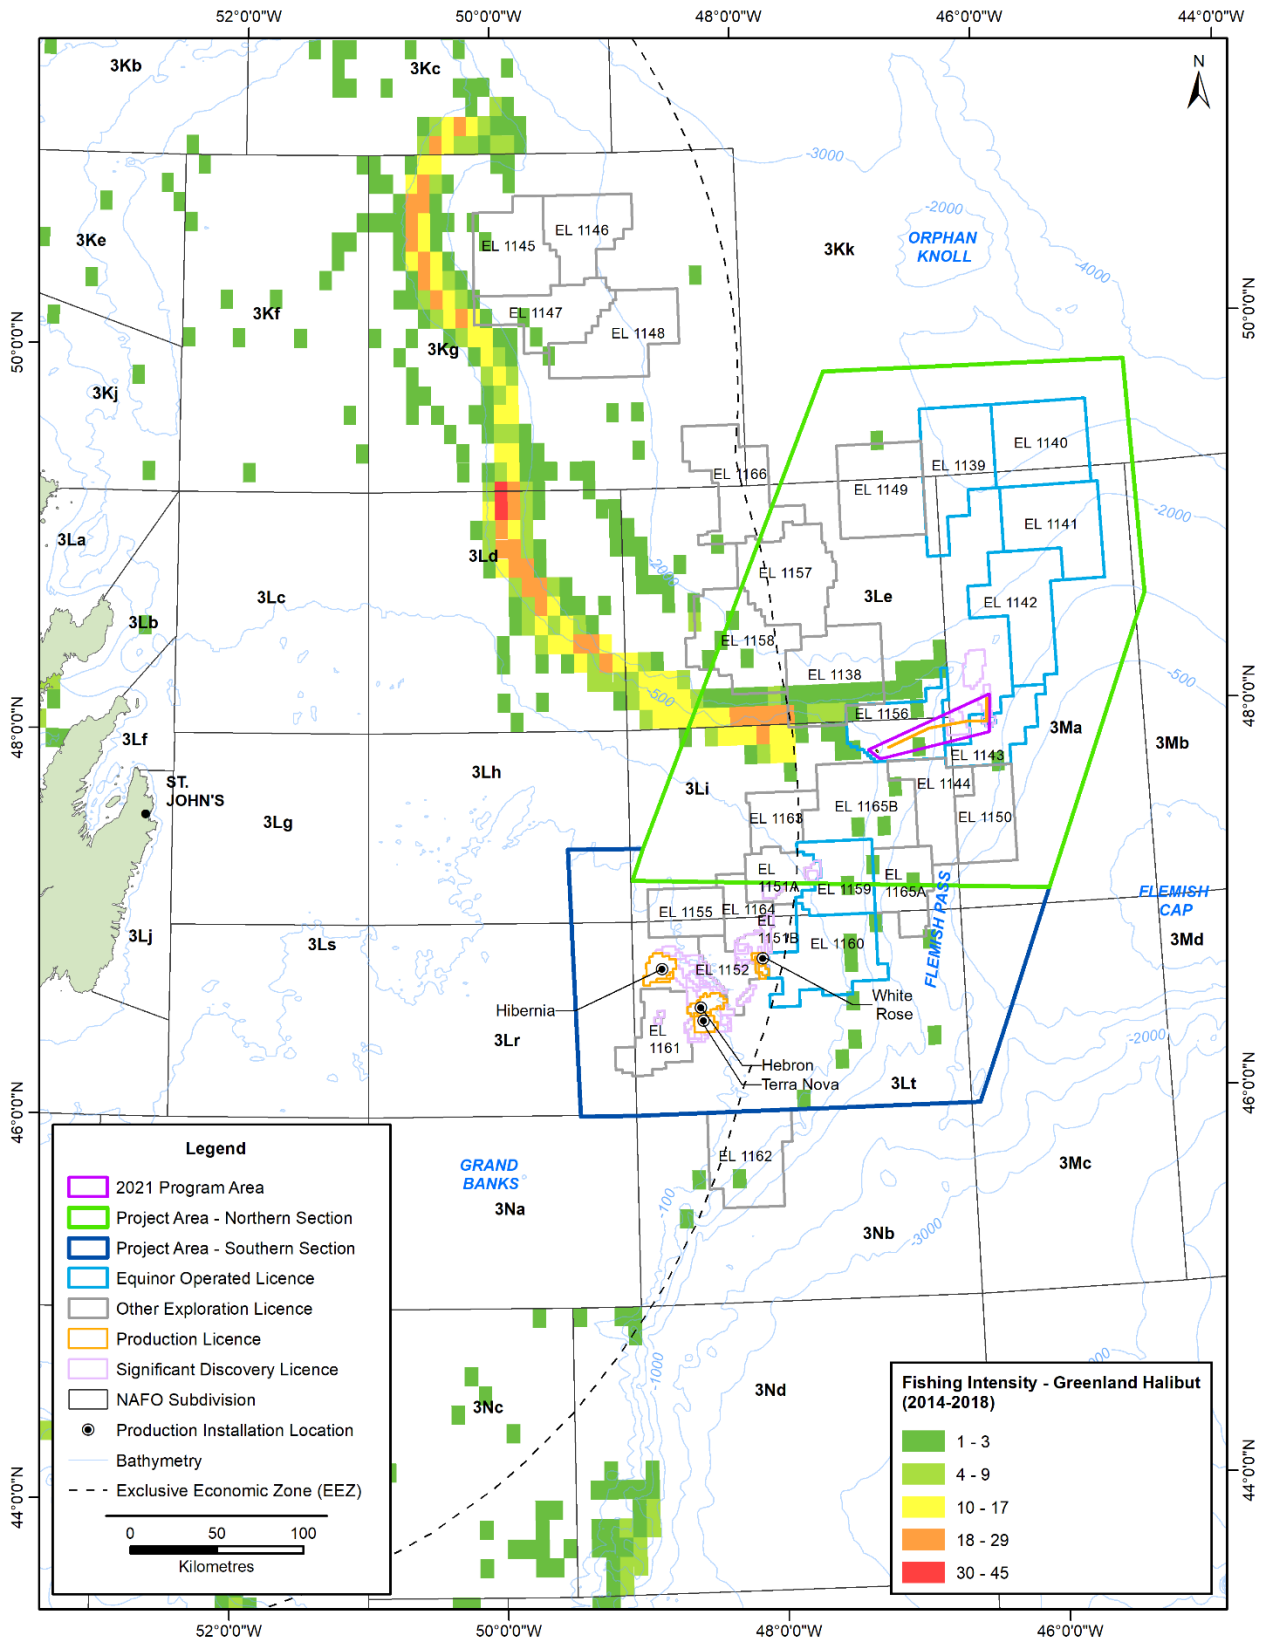 52°0'0"W
50°0'0"W
48°0'0"W
46°0'0"W
44°0'0"W
3Kb
3Kc
N
-3000
-2000
ORPHAN
KNOLL
-4000
3Ke
3Kk
EL 1145
EL 1146
50°0'0"N
50°0'0"N
3Kf
EL 1147
EL 1148
3Kg
3Kj
EL 1140
EL 1139
EL 1166
EL 1149
-2000
EL 1141
3La
3Ld
-2000
EL 1157
3Lc
3Le
EL 1142
3Lb
EL 1158
EL 1138
-500
-500
48°0'0"N
48°0'0"N
EL 1156
3Ma
3Mb
3Lf
EL 1143
3Lh
EL 1144
ST.
JOHN'S
3Li
3Lg
EL 1163
EL 1165B
EL 1150
EL
1151A
EL 1159
EL
1165A
FLEMISH PASS
FLEMISH
CAP
EL 1155
EL 1164
EL
1151B
EL 1160
3Lj
3Ls
3Md
EL 1152
Hibernia
White
Rose
EL
1161
3Lr
-2000
Hebron
Terra Nova
3Lt
46°0'0"N
46°0'0"N
EL 1162
3Mc
GRAND
BANKS
3Na
-100
3Nb
-3000
-1000
3Nd
3Nc
44°0'0"N
44°0'0"N
Legend
2021 Program Area
Project Area - Northern Section
Project Area - Southern Section
Equinor Operated Licence
Other Exploration Licence
Production Licence
Significant Discovery Licence
NAFO Subdivision
Production Installation Location
Bathymetry
Exclusive Economic Zone (EEZ)
0 50 100
Kilometres
Fishing Intensity - Greenland Halibut
(2014-2018)
1 - 3
4 - 9
10 - 17
18 - 29
30 - 45
52°0'0"W
50°0'0"W
48°0'0"W
46°0'0"W